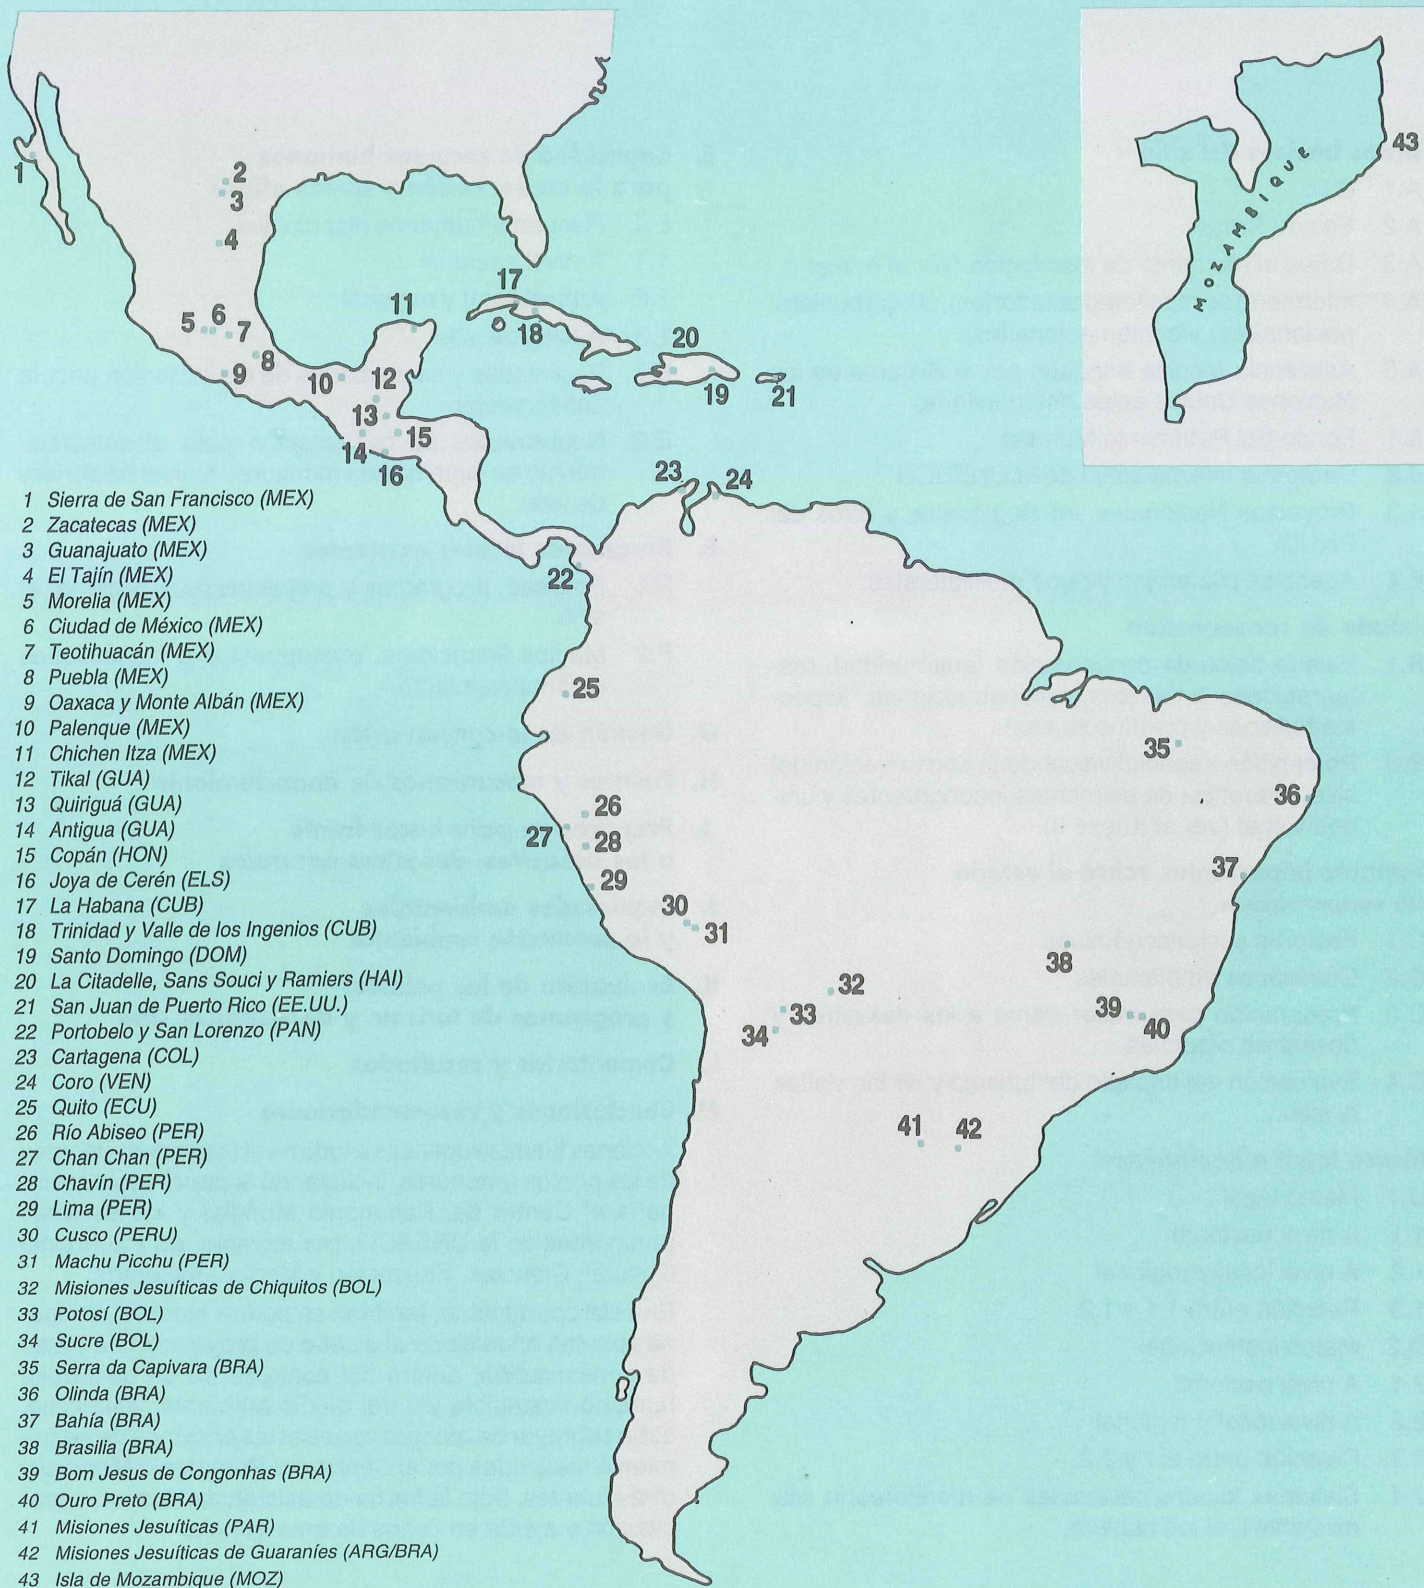 1 Sierra de San Francisco (MEX)
2 Zacatecas (MEX)
3 Guanajuato (MEX)
4 El Tajín (MEX)
5 Morelia (MEX)
6 Ciudad de México (MEX)
7 Teotihuacán (MEX)
8 Puebla (MEX)
9 Oaxaca y Monte Albán (MEX)
10 Palenque (MEX)
11 Chichen Itza (MEX)
12 Tikal (GUA)
13 Quiriguá (GUA)
14 Antigua (GUA)
15 Copán (HON)
16 Joya de Cerén (ELS)
17 La Habana (CUB)
18 Trinidad y Valle de los Ingenios (CUB)
19 Santo Domingo (DOM)
20 La Citadelle, Sans Souci y Ramiers (HAI)
21 San Juan de Puerto Rico (EE.UU.)
22 Portobelo y San Lorenzo (PAN)
23 Cartagena (COL)
24 Coro (VEN)
25 Quito (ECU)
26 Río Abiseo (PER)
27 Chan Chan (PER)
28 Chavín (PER)
29 Lima (PER)
30 Cusco (PERU)
31 Machu Picchu (PER)
32 Misiones Jesuíticas de Chiquitos (BOL)
33 Potosí (BOL)
34 Sucre (BOL)
35 Serra da Capivara (BRA)
36 Olinda (BRA)
37 Bahía (BRA)
38 Brasilia (BRA)
39 Bom Jesus de Congonhas (BRA)
40 Ouro Preto (BRA)
41 Misiones Jesuíticas (PAR)
42 Misiones Jesuíticas de Guaraníes (ARG/BRA)
43 Isla de Mozambique (MOZ)
1
2
3
4
5 6
7
8
9
10
11
12
13
14
15
16
17
18
19
20
21
22
23
24
25
26
27
28
29
30
31
32
33
34
35
36
37
38
39
40
41
42
43
MOZAMBIQUE